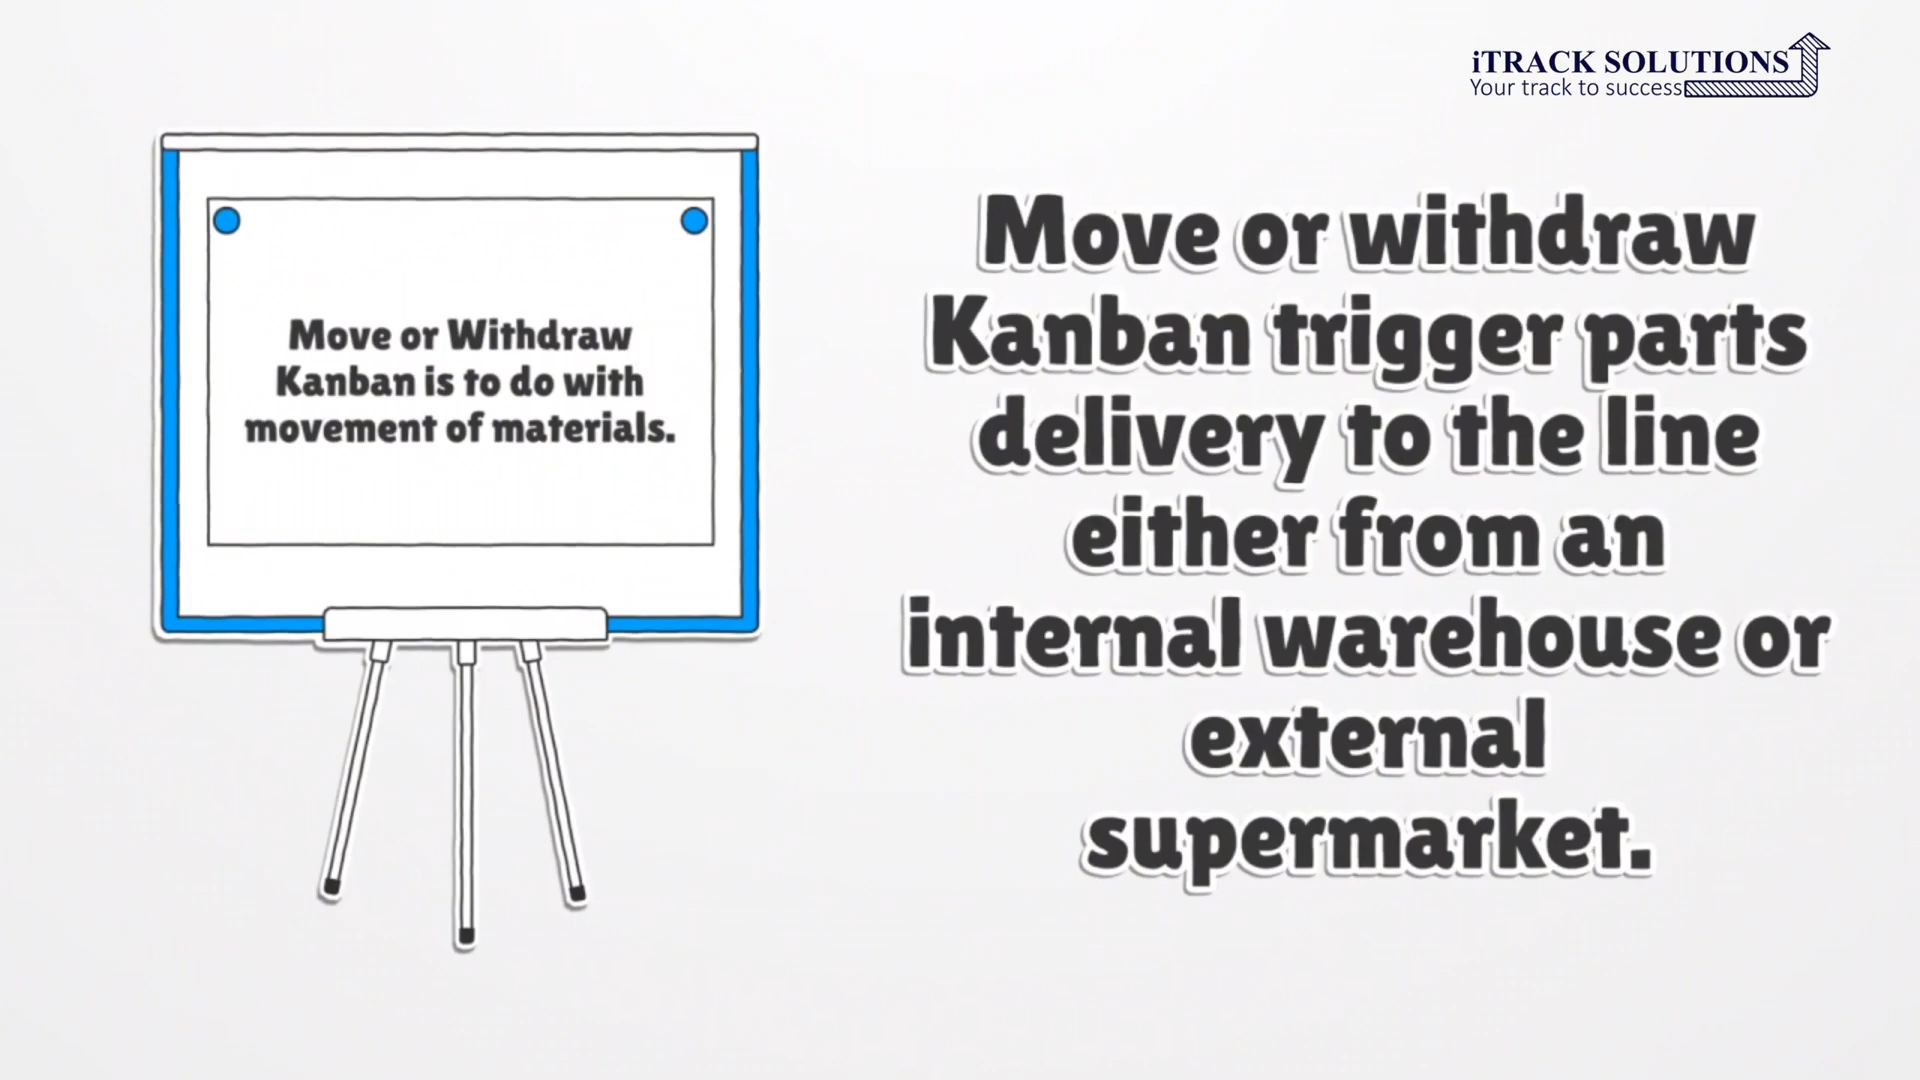 iTRACK SOLUTIONS
Your track to success
Move or Withdraw
Kanban is to do with
movement of materials.
Move or withdraw
Kanban trigger parts
delivery to the line
either from an
internal warehouse or
external
supermarket.